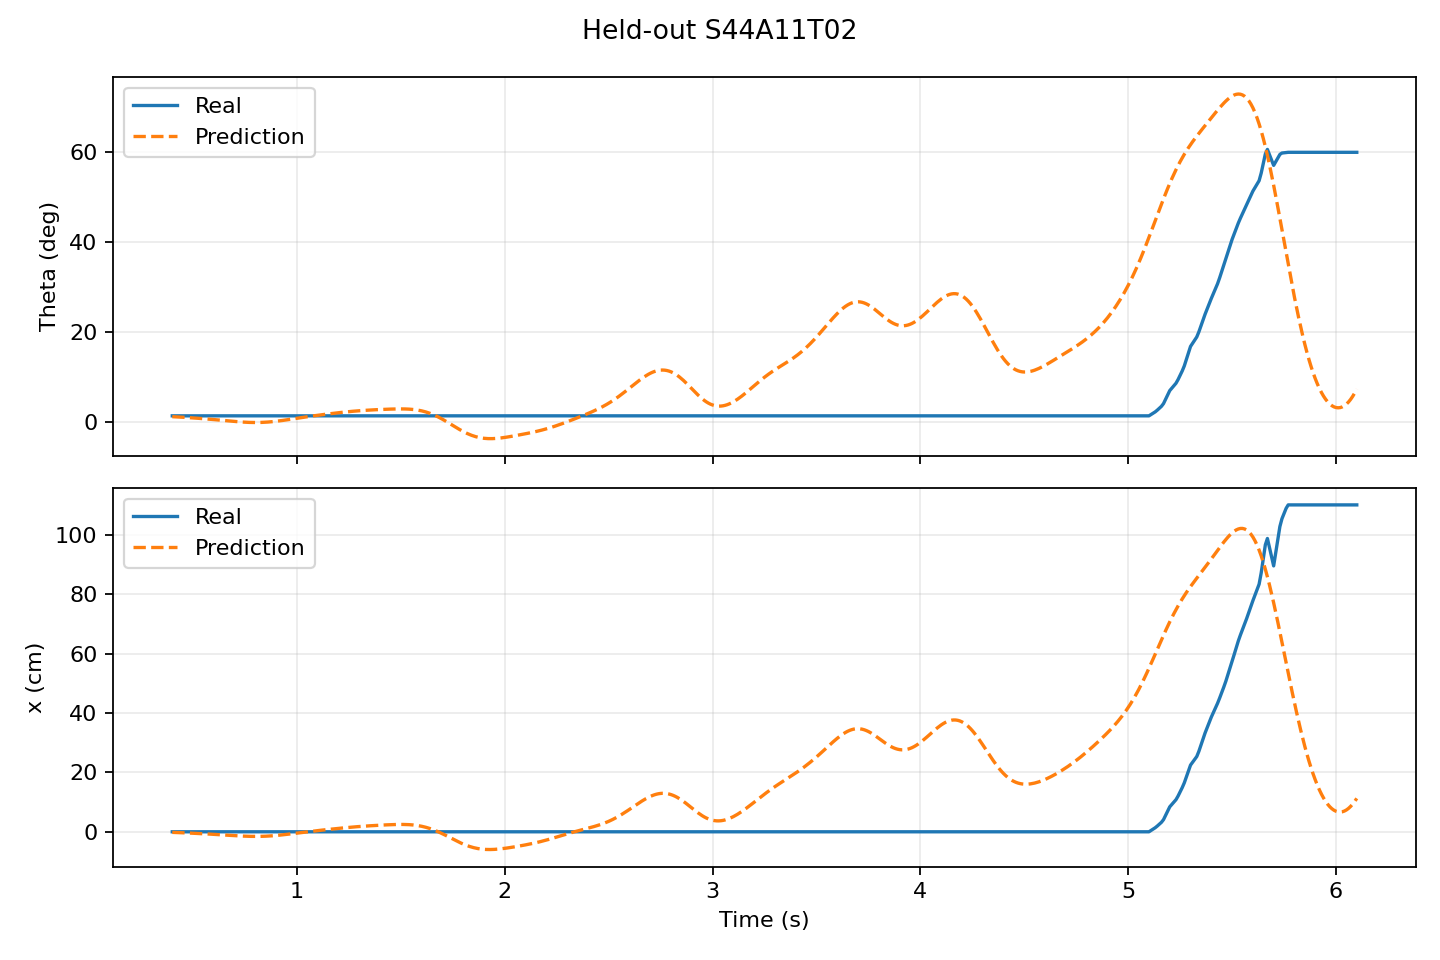 Held-out S44A11T02
Real
Prediction
Theta (deg)
60
40
20
0
Real
Prediction
x (cm)
100
80
60
40
20
0
1 2 3 4 5 6
Time (s)